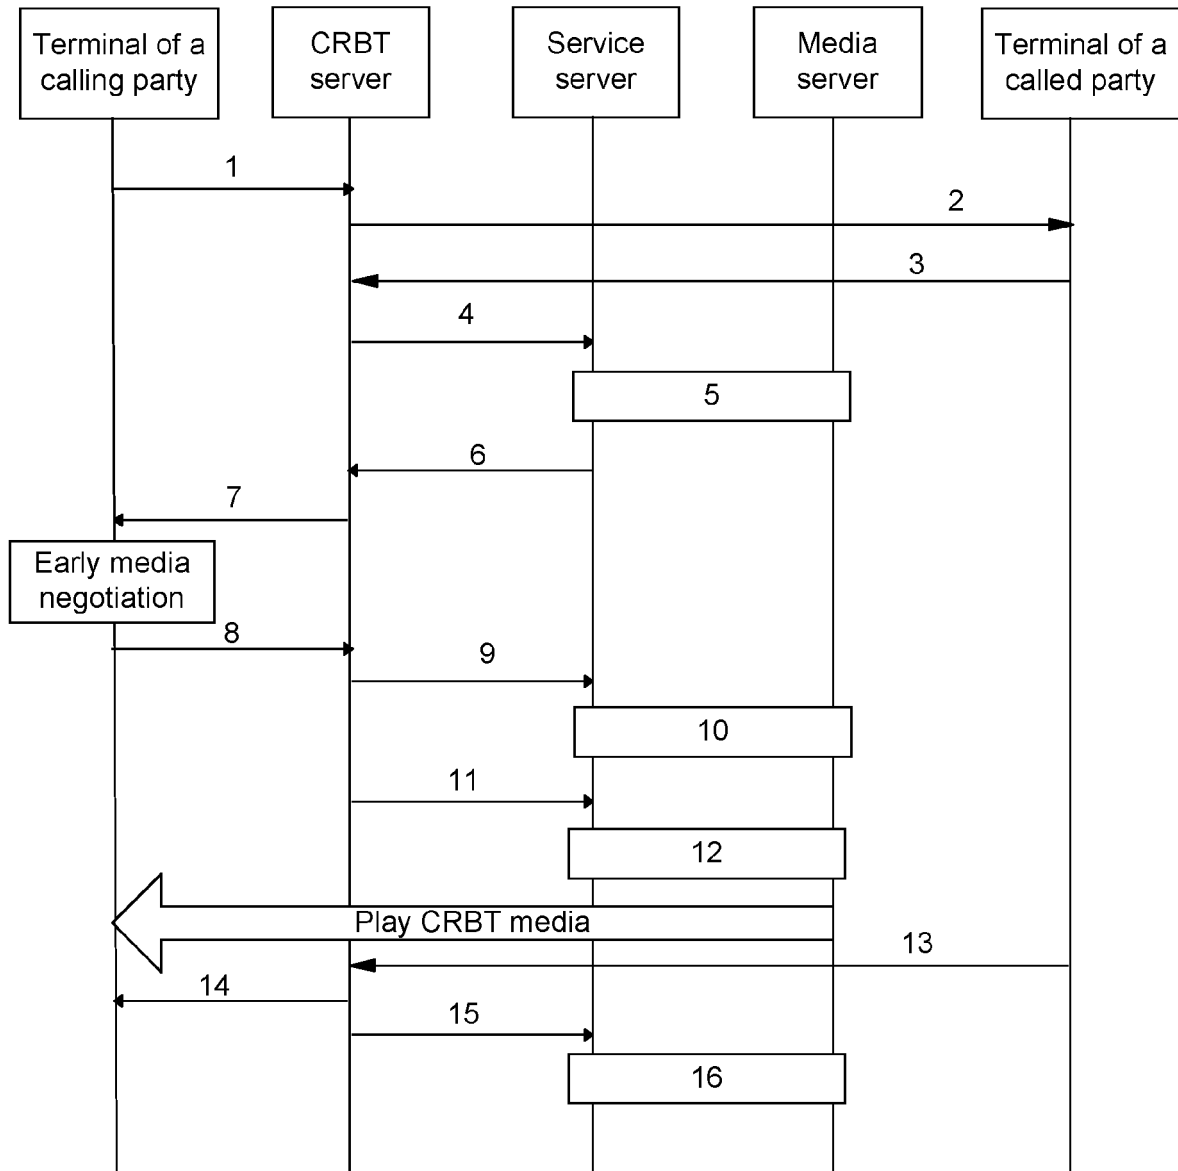 Terminal of a
calling party
CRBT
server
Service
server
Media
server
Terminal of a
called party
1
2
3
4
5
6
7
Early media
negotiation
8
9
10
11
12
Play CRBT media
13
14
15
16